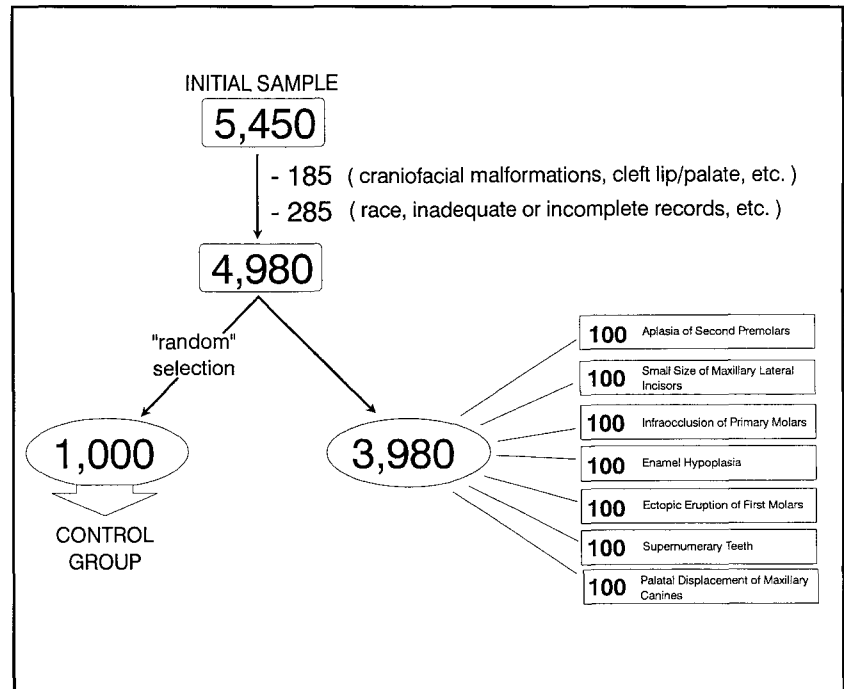 INITIAL SAMPLE
5,450
- 185 ( craniofacial malformations, cleft lip/palate, etc. )
- 285 ( race, inadequate or incomplete records, etc. )
4,980
"random"
selection
1,000
CONTROL
GROUP
3,980
100 Aplasia of Second Premolars
100 Small Size of Maxillary Lateral
Incisors
100 Infraocclusion of Primary Molars
100 Enamel Hypoplasia
100 Ectopic Eruption of First Molars
100 Supernumerary Teeth
100 Palatal Displacement of Maxillary
Canines